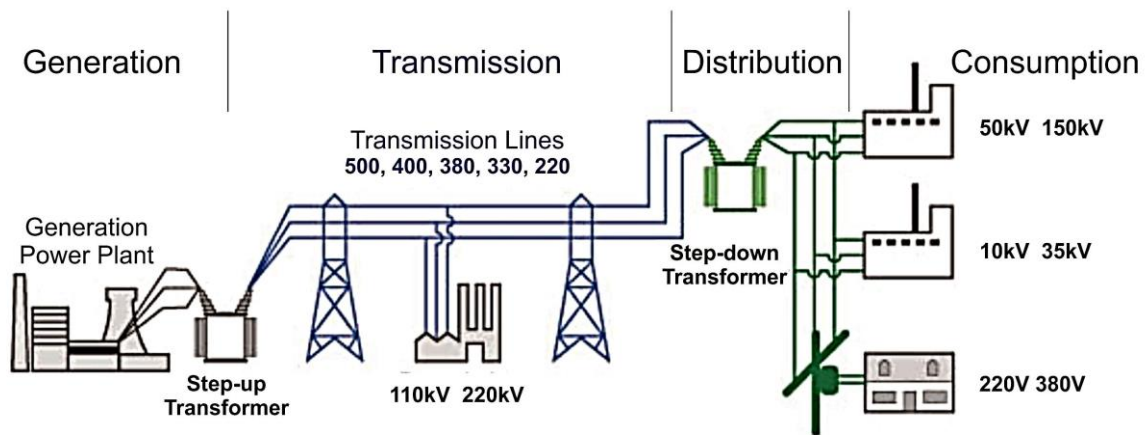 Generation
Transmission
Distribution
Consumption
Transmission Lines
500, 400, 380, 330, 220
50kV 150kV
Generation
Power Plant
Step-down
Transformer
10kV 35kV
Step-up
Transformer
110kV 220kV
220V 380V